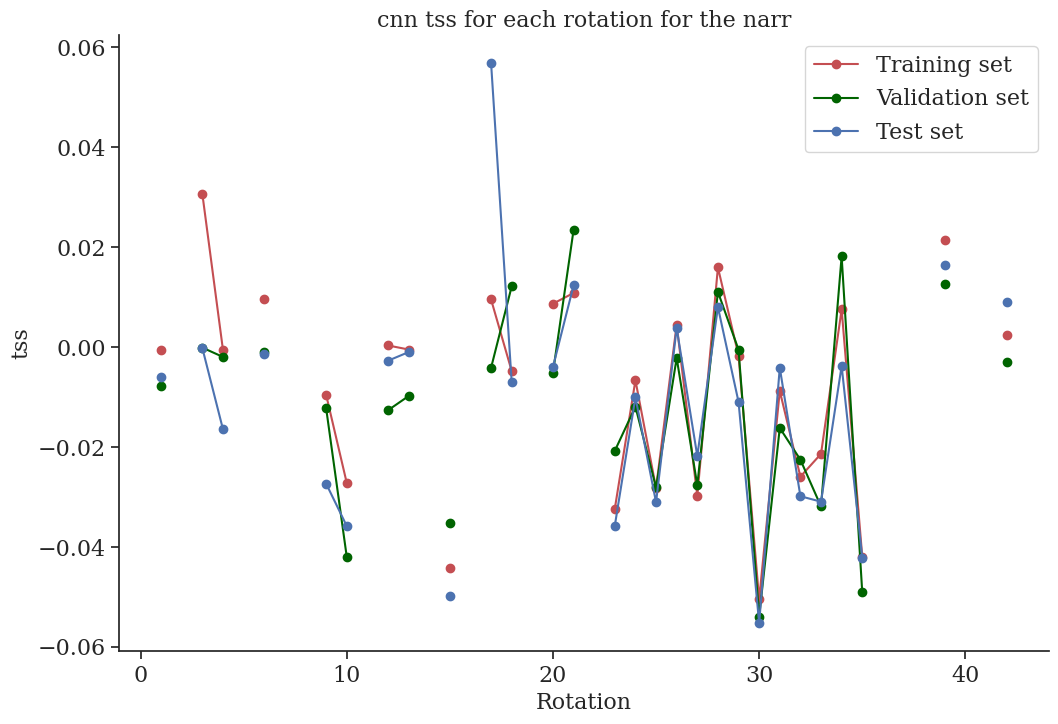 cnn tss for each rotation for the narr
Training set
Validation set
Test set
tss
0.06
0.04
0.02
0.00
−0.02
−0.04
−0.06
0
10
20
30
40
Rotation